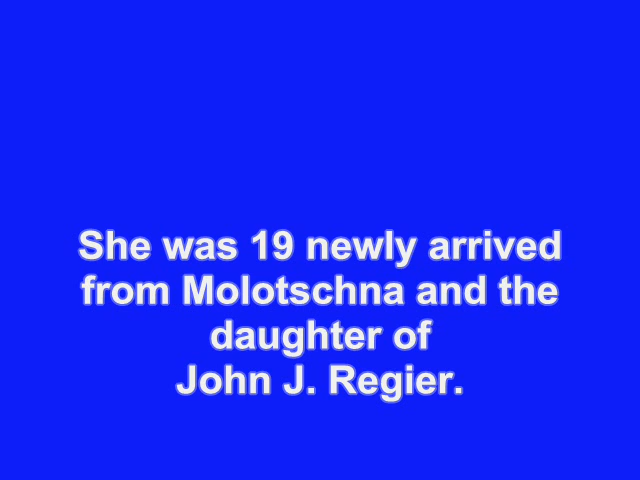 She was 19 newly arrived
from Molotschna and the
daughter of
John J. Regier.